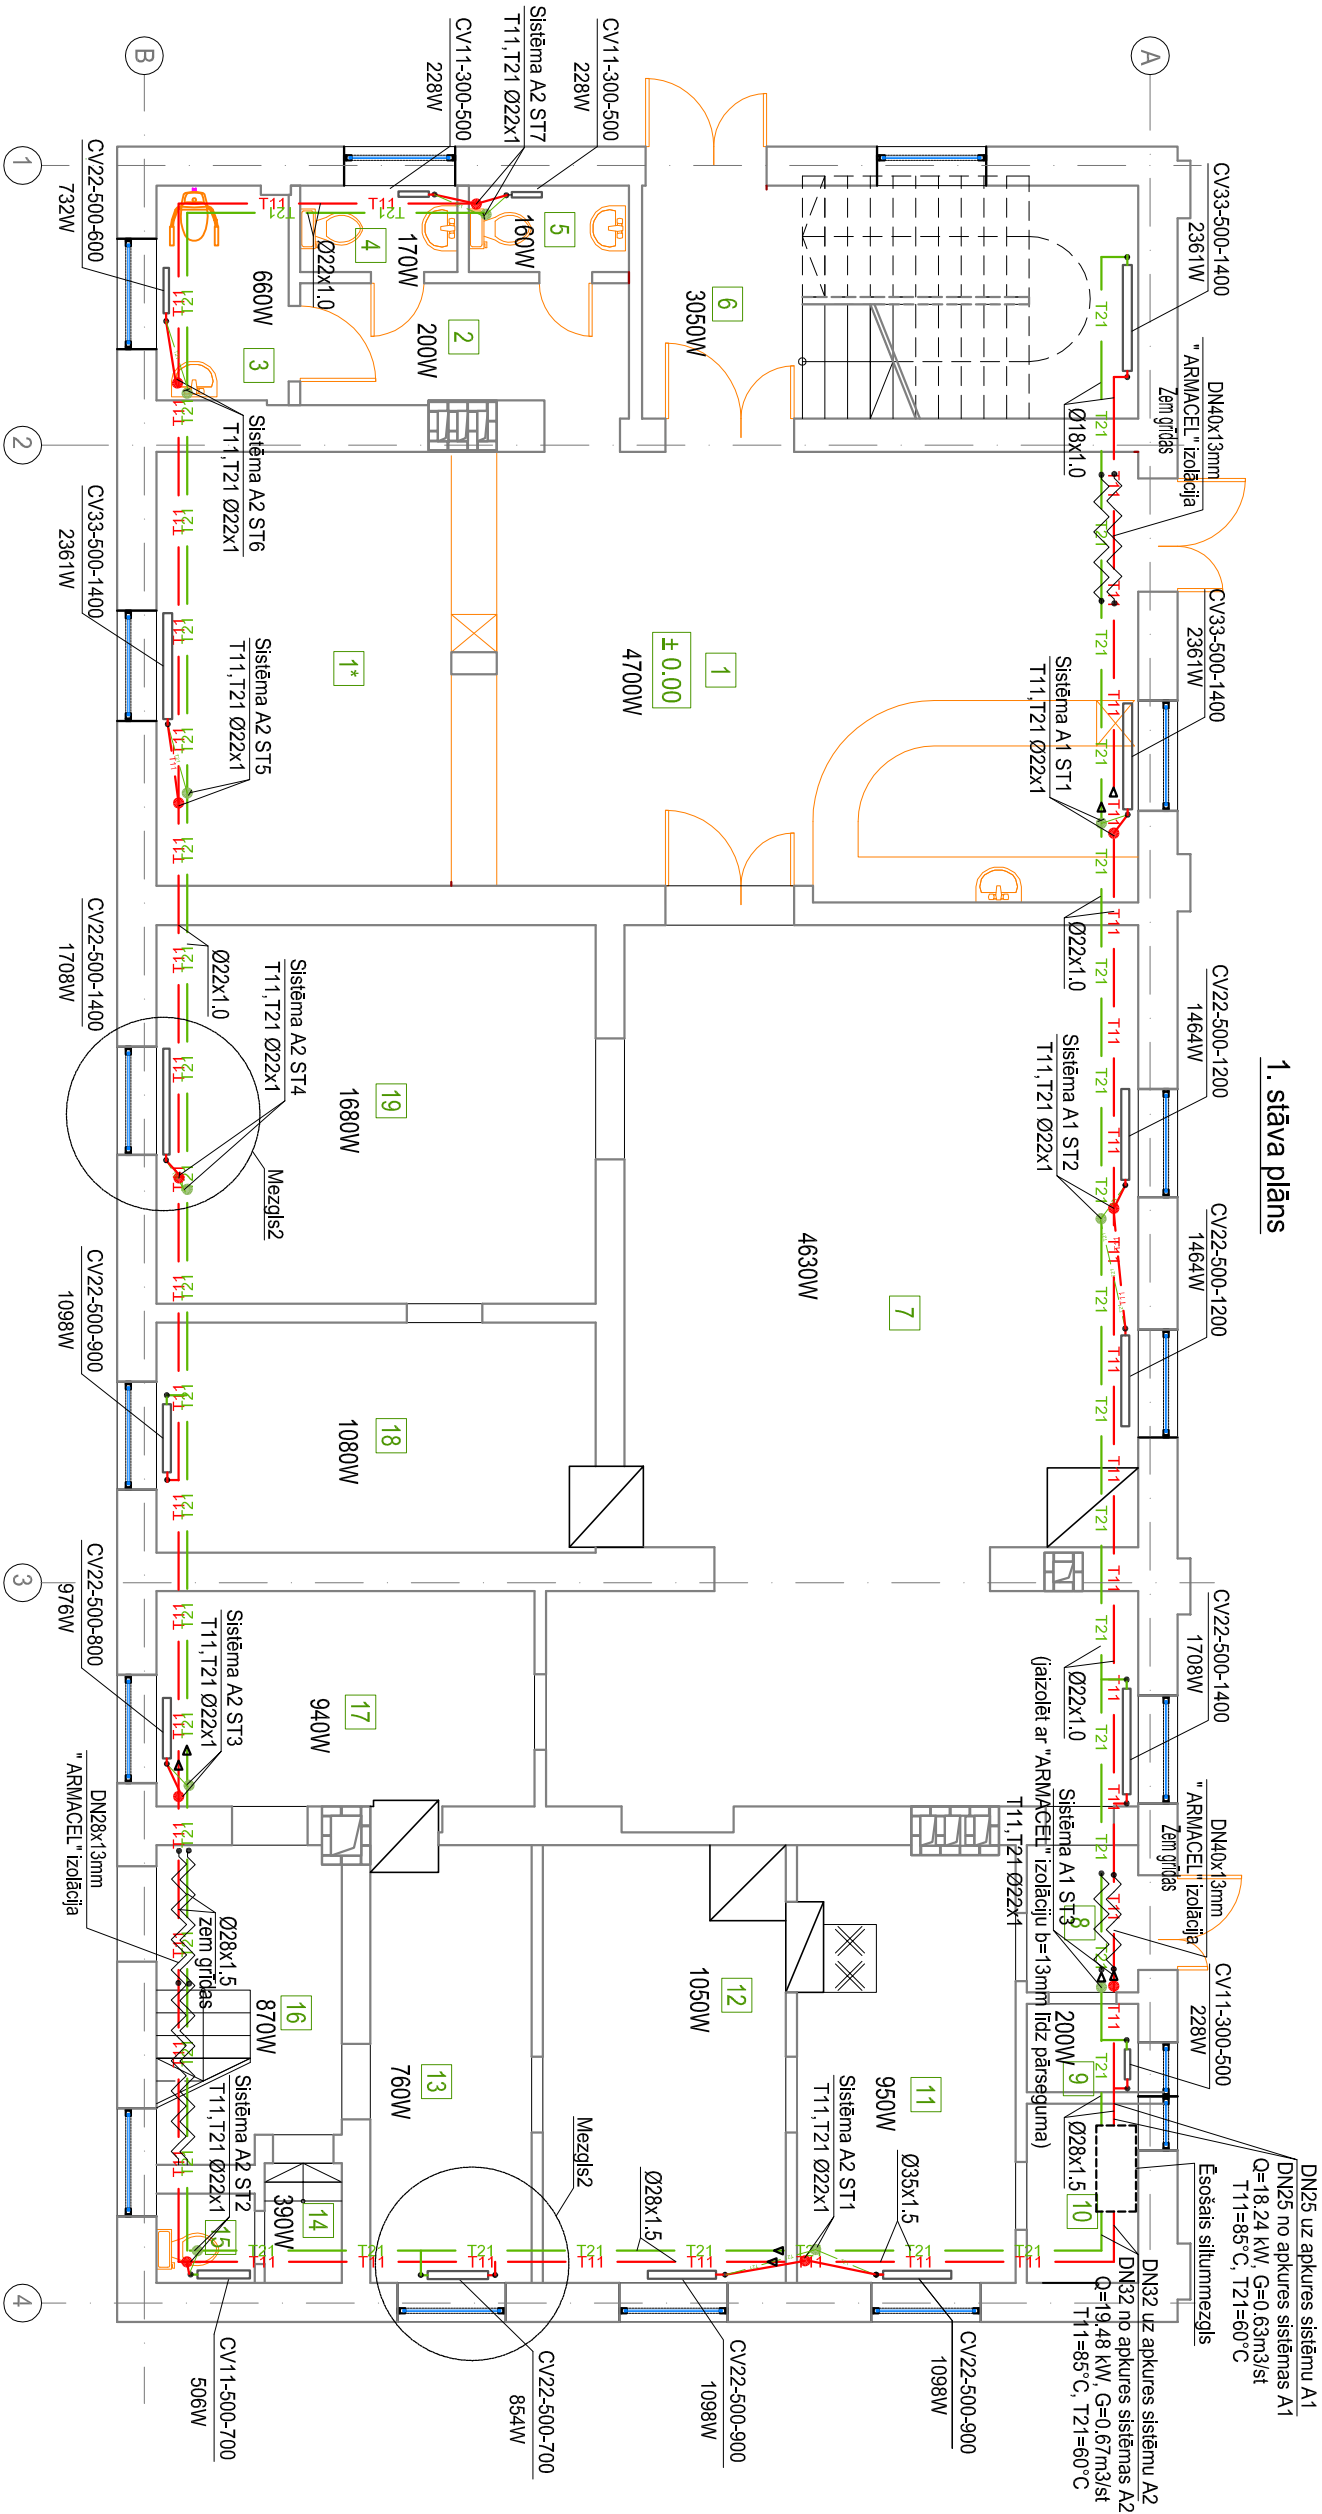 1. stāva plāns
A
B
1
2
3
4
CV33-500-1400
2361W
DN40x13mm
" ARMACEL" izolācija
Zem grīdas
CV33-500-1400
2361W
CV22-500-1200
1464W
CV22-500-1200
1464W
CV22-500-1400
1708W
DN40x13mm
" ARMACEL" izolācija
Zem grīdas
CV11-300-500
228W
DN25 uz apkures sistēmu A1
DN25 no apkures sistēmas A1
Q=18.24 kW, G=0.63m3/st
T11=85°C, T21=60°C
Esošais siltummezgls
DN32 uz apkures sistēmu A2
DN32 no apkures sistēmas A2
Q=19.48 kW, G=0.67m3/st
T11=85°C, T21=60°C
Ø18x1.0
Sistēma A1 ST1
T11,T21 Ø22x1
Ø22x1.0
Sistēma A1 ST2
T11,T21 Ø22x1
Ø22x1.0
Sistēma A1 ST3
T11,T21 Ø22x1
(jaizolēt ar "ARMACEL" izolāciju b=13mm līdz pārseguma)
Ø28x1.5
CV11-300-500
228W
Sistēma A2 ST7
T11,T21 Ø22x1
CV11-300-500
228W
5
160W
4
170W
Ø22x1.0
6
3050W
2
200W
3
660W
1
± 0.00
4700W
1*
7
4630W
19
1680W
18
1080W
17
940W
8
9
200W
10
11
950W
12
1050W
13
760W
14
390W
15
16
870W
Sistēma A2 ST1
T11,T21 Ø22x1
Ø35x1.5
Ø28x1.5
Mezgls2
Sistēma A2 ST6
T11,T21 Ø22x1
Sistēma A2 ST5
T11,T21 Ø22x1
Ø22x1.0
Sistēma A2 ST4
T11,T21 Ø22x1
Mezgls2
Sistēma A2 ST3
T11,T21 Ø22x1
Ø28x1.5
zem grīdas
Sistēma A2 ST2
T11,T21 Ø22x1
CV22-500-600
732W
CV33-500-1400
2361W
CV22-500-1400
1708W
CV22-500-900
1098W
CV22-500-800
976W
DN28x13mm
" ARMACEL" izolācija
CV11-500-700
506W
CV22-500-700
854W
CV22-500-900
1098W
CV22-500-900
1098W
T11
T21